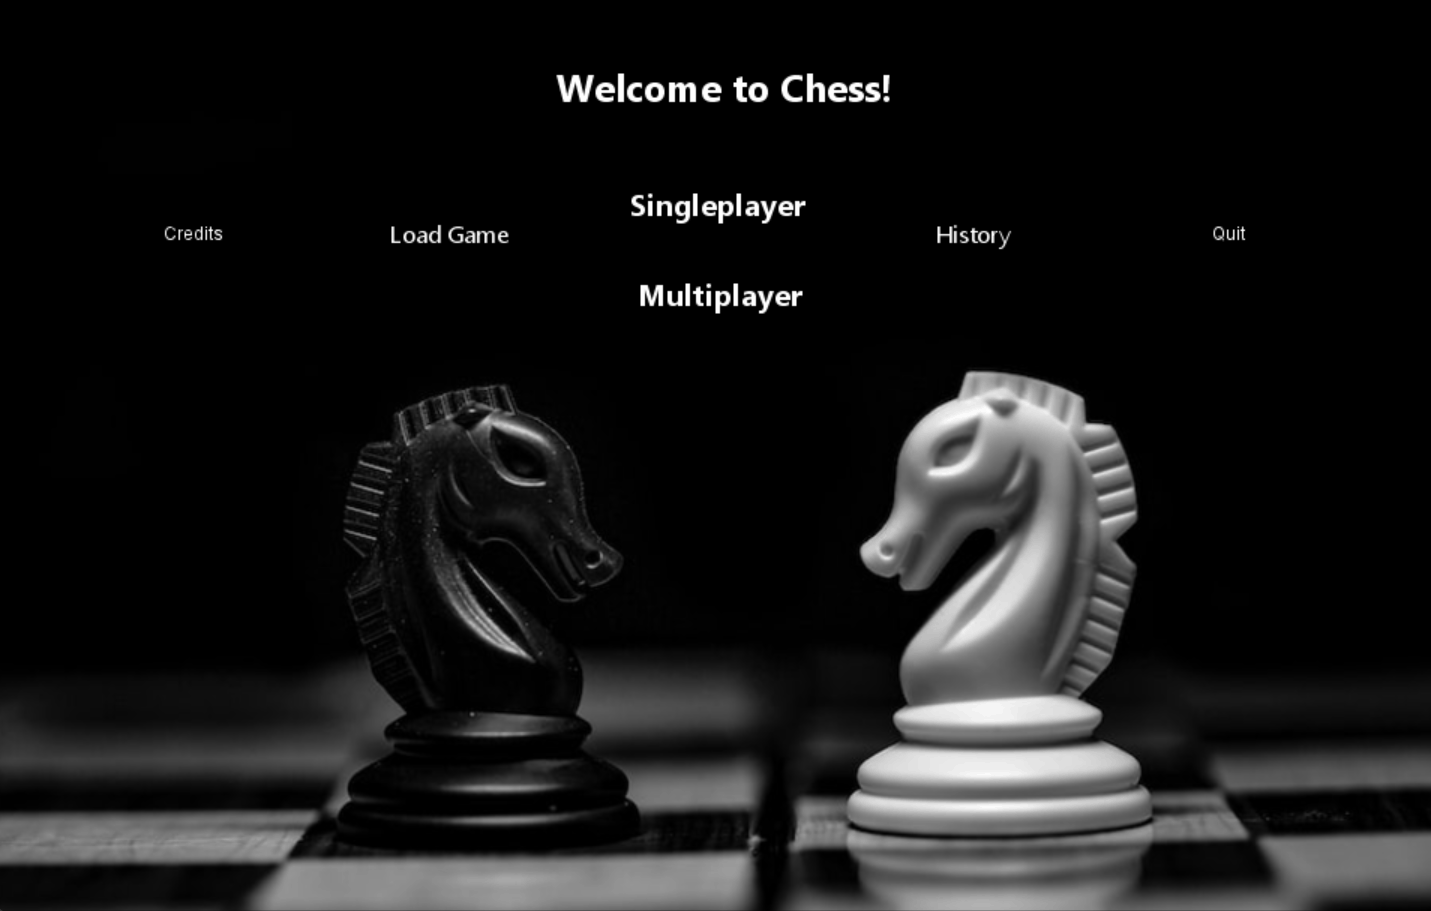 Welcome to Chess!
Singleplayer
Credits
Load Game
History
Quit
Multiplayer